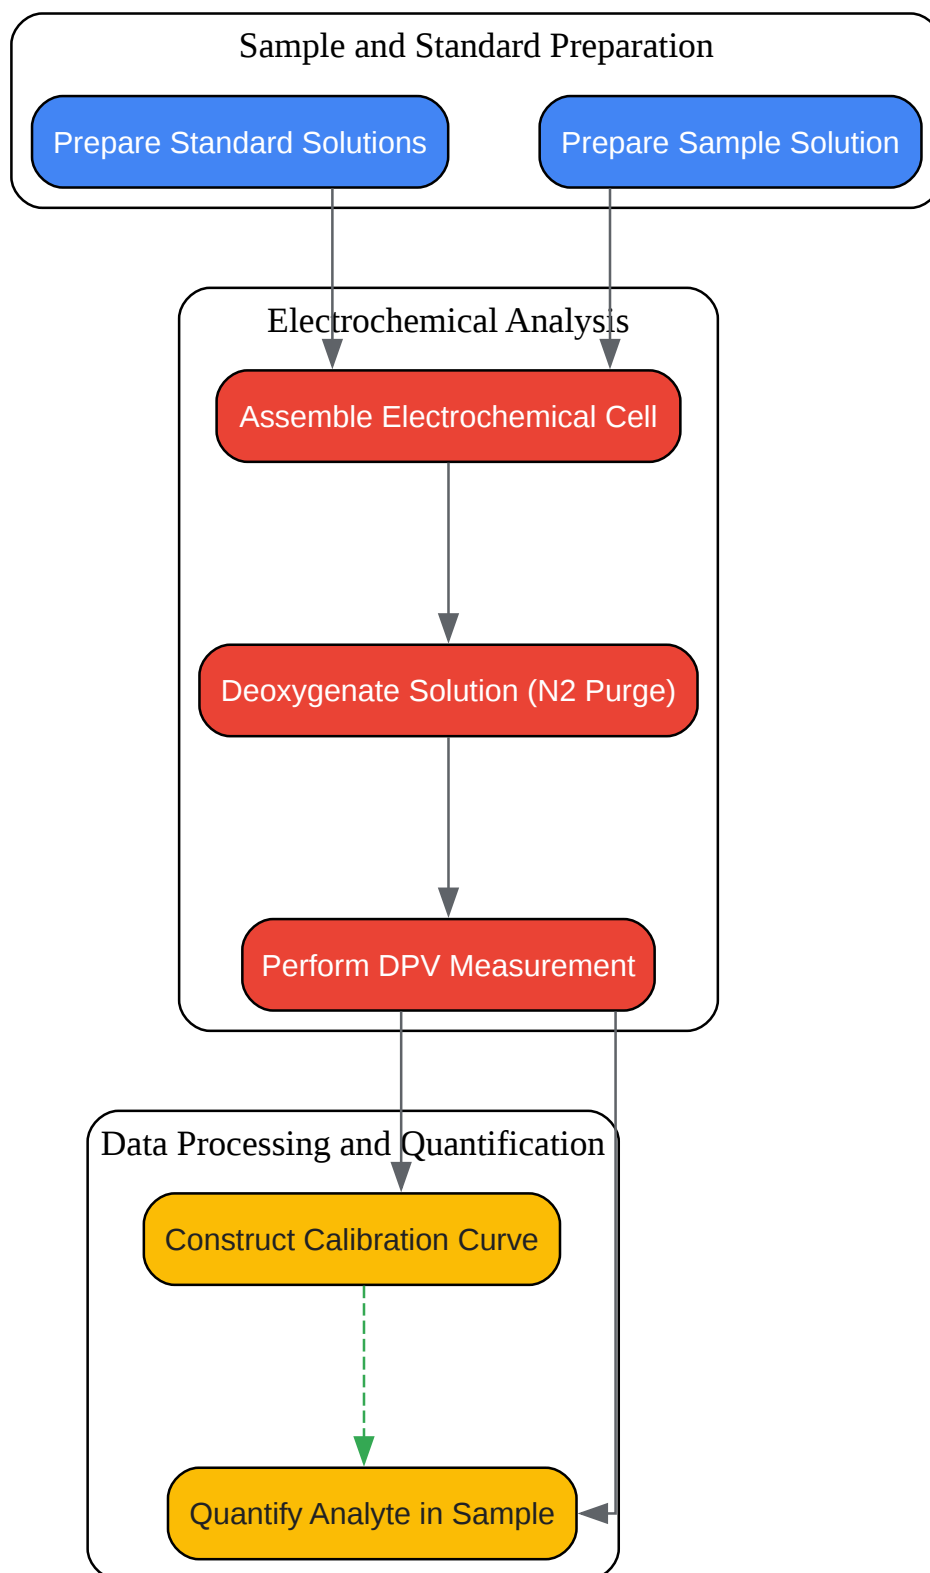 Sample and Standard Preparation
Prepare Standard Solutions
Prepare Sample Solution
Electrochemical Analysis
Assemble Electrochemical Cell
Deoxygenate Solution (N2 Purge)
Perform DPV Measurement
Data Processing and Quantification
Construct Calibration Curve
Quantify Analyte in Sample